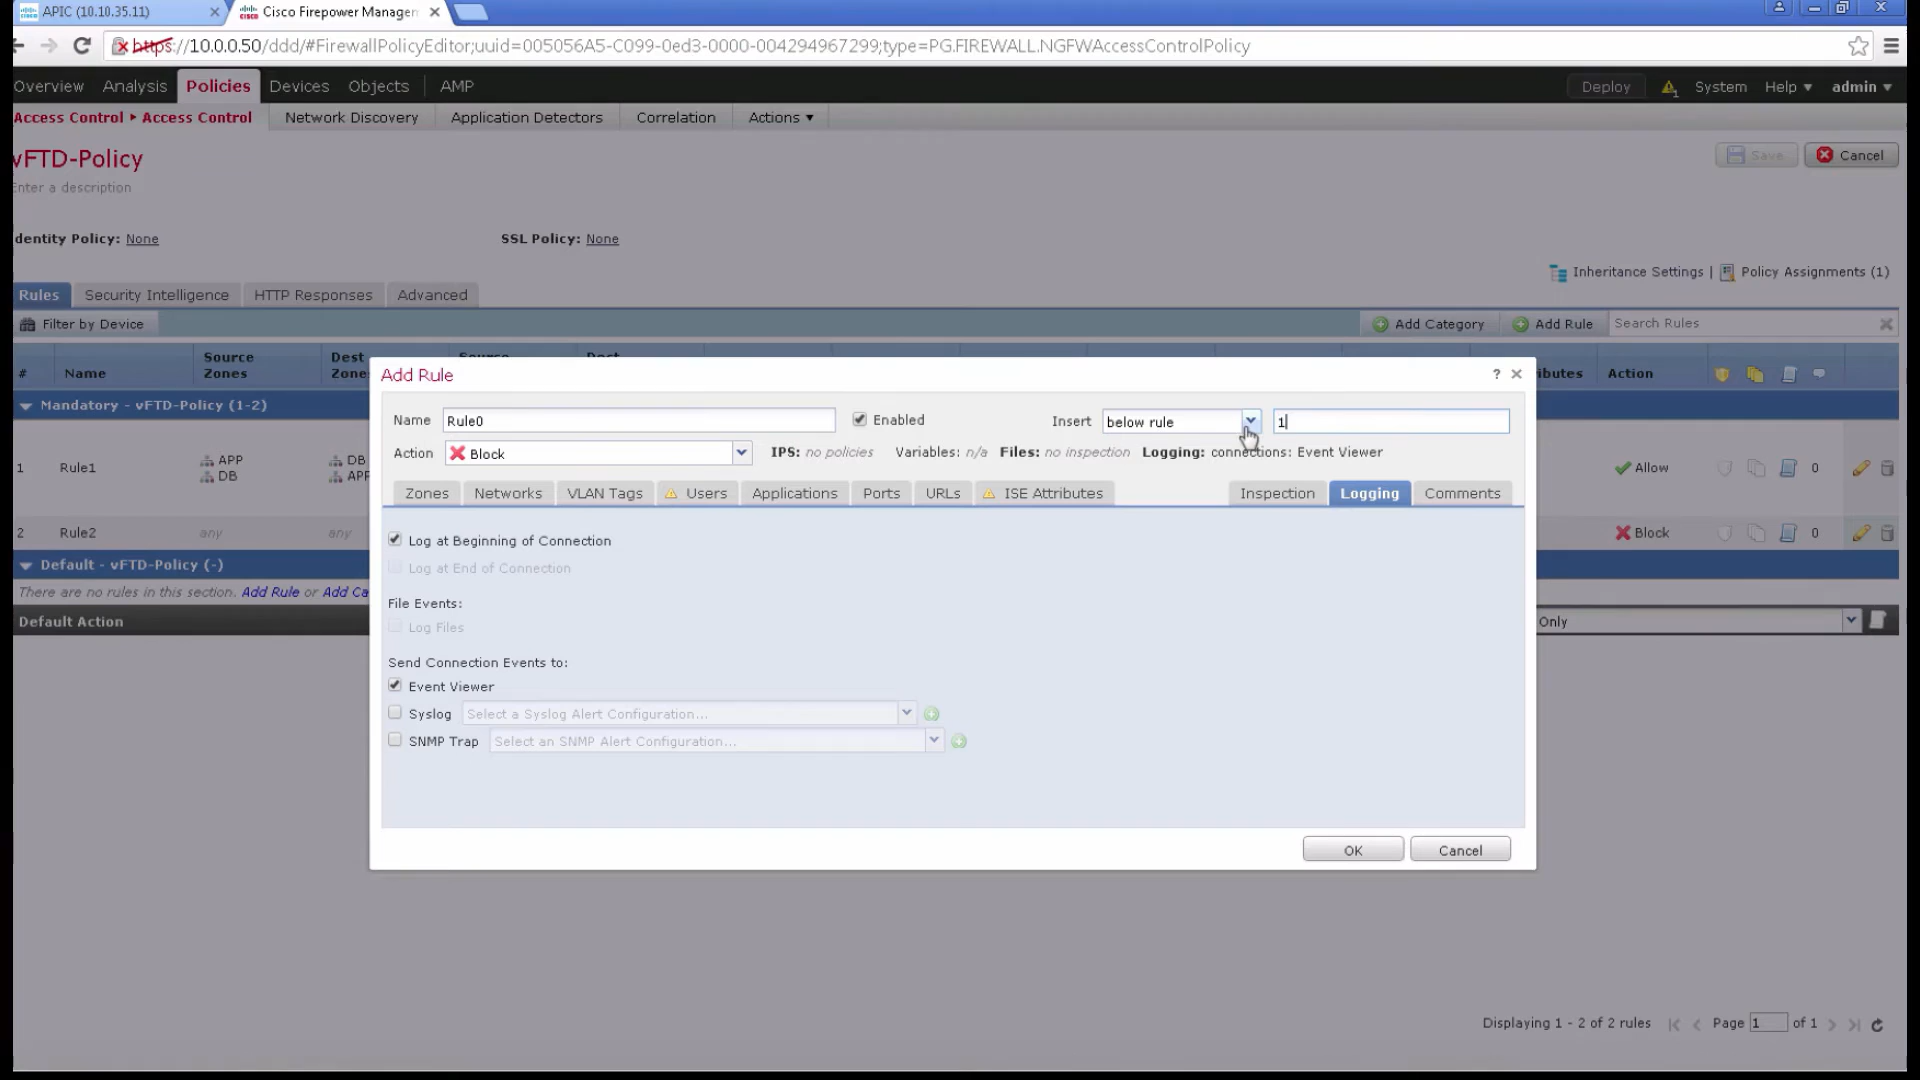 APIC (10.10.35.11)
Cisco Firepower Managem
https://10.0.0.50/ddd/#FirewallPolicyEditor;uuid=005056A5-C099-0ed3-0000-004294967299;type=PG.FIREWALL.NGFWAccessControlPolicy
Overview Analysis Policies Devices Objects AMP Deploy System Help admin
Access Control ▸ Access Control Network Discovery Application Detectors Correlation Actions
vFTD-Policy Save Cancel
Enter a description
dentity Policy: None SSL Policy: None
Inheritance Settings | Policy Assignments (1)
Rules Security Intelligence HTTP Responses Advanced
Filter by Device Add Category Add Rule Search Rules
# Name Source Zones Dest Zone Source Dest ibutes Action
Mandatory - vFTD-Policy (1-2)
1 Rule1 APP DB DB APP Allow 0
2 Rule2 any any Block 0
Default - vFTD-Policy (-)
There are no rules in this section. Add Rule or Add Ca
Default Action Only
Add Rule ?
Name Rule0 Enabled Insert below rule 1
Action Block IPS: no policies Variables: n/a Files: no inspection Logging: connections: Event Viewer
Zones Networks VLAN Tags Users Applications Ports URLs ISE Attributes Inspection Logging Comments
Log at Beginning of Connection
Log at End of Connection
File Events:
Log Files
Send Connection Events to:
Event Viewer
Syslog Select a Syslog Alert Configuration...
SNMP Trap Select an SNMP Alert Configuration...
OK Cancel
Displaying 1 - 2 of 2 rules Page 1 of 1